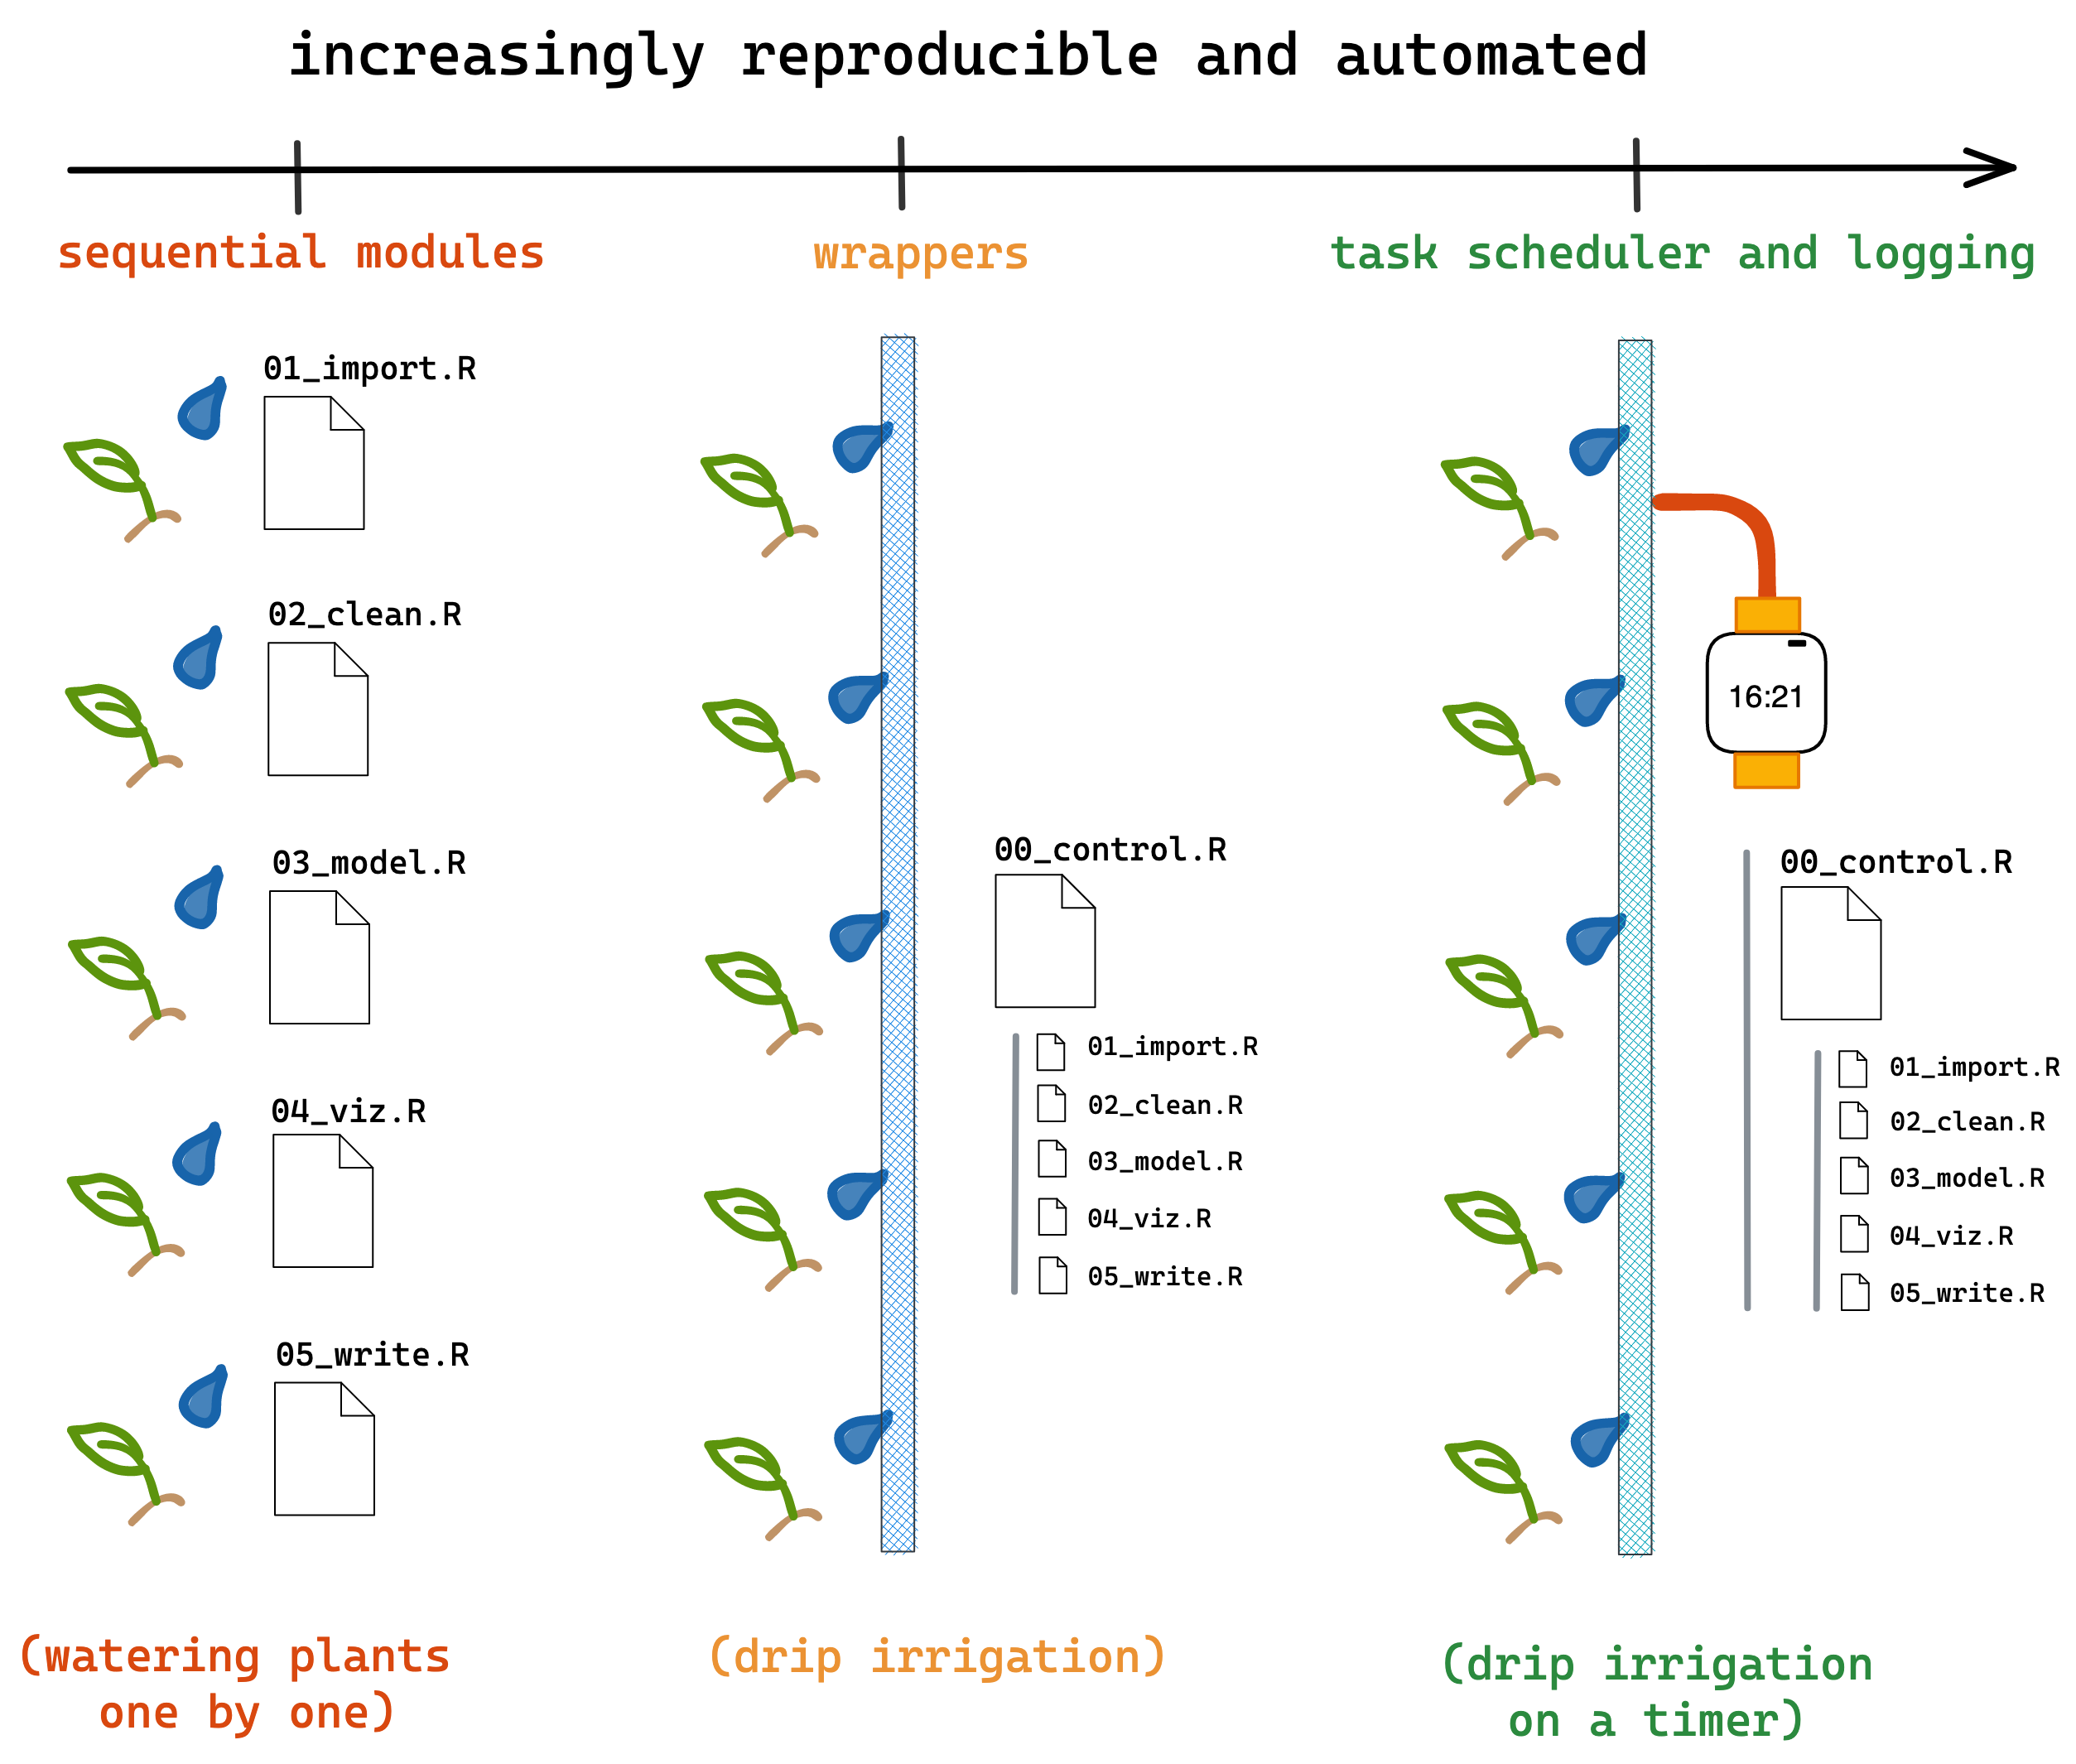 increasingly reproducible and automated
sequential modules
wrappers
task scheduler and logging
01_import.R
02_clean.R
03_model.R
04_viz.R
05_write.R
00_control.R
01_import.R
02_clean.R
03_model.R
04_viz.R
05_write.R
16:21
00_control.R
01_import.R
02_clean.R
03_model.R
04_viz.R
05_write.R
(watering plants
one by one)
(drip irrigation)
(drip irrigation
on a timer)